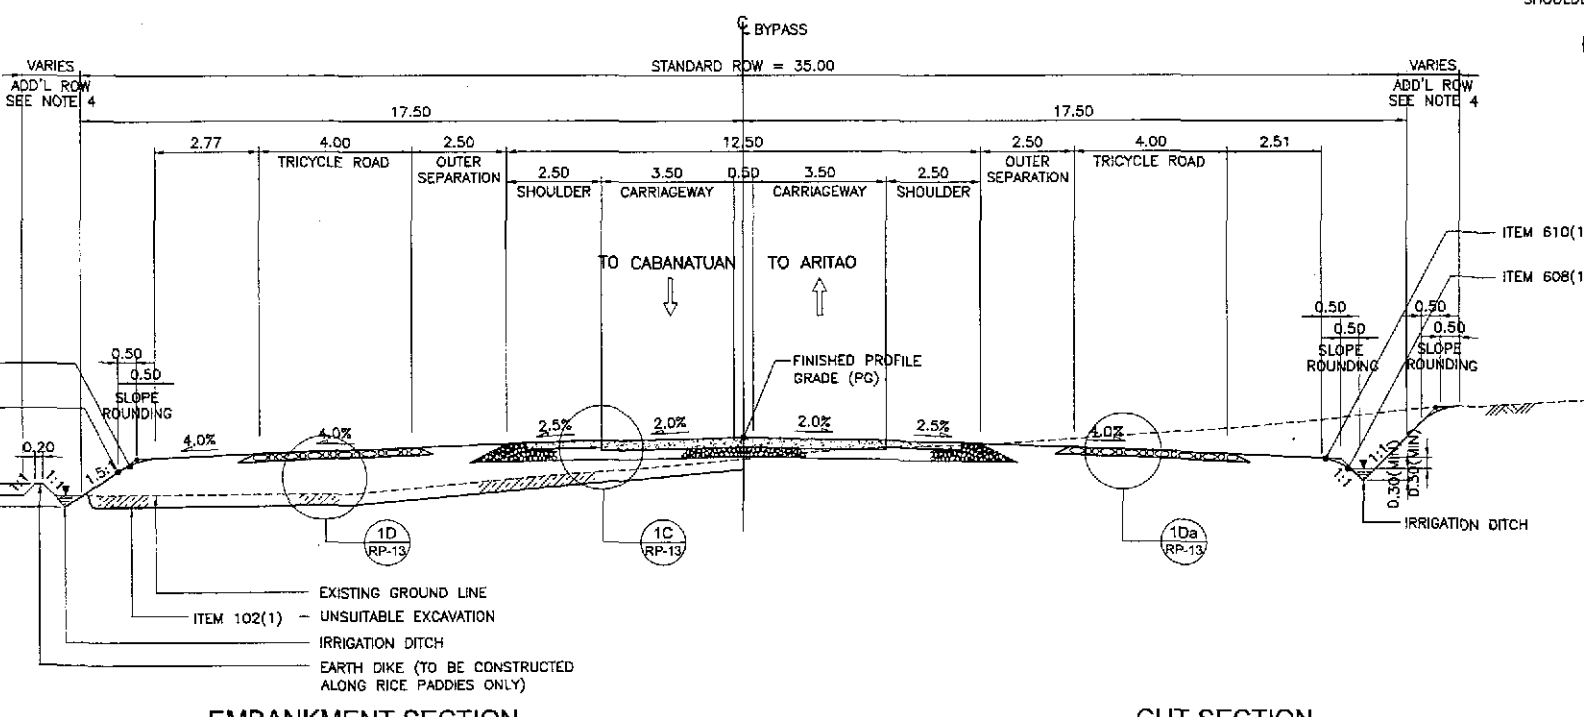 SHOULDE
℄ BYPASS
VARIES
STANDARD ROW = 35.00
VARIES
ADD'L ROW
SEE NOTE 4
ADD'L ROW
SEE NOTE 4
17.50
17.50
2.77
4.00
2.50
12.50
2.50
4.00
2.51
TRICYCLE ROAD
OUTER
SEPARATION
OUTER
SEPARATION
TRICYCLE ROAD
2.50
3.50
0.50
3.50
2.50
SHOULDER
CARRIAGEWAY
CARRIAGEWAY
SHOULDER
ITEM 610(1
TO CABANATUAN
TO ARITAO
ITEM 608(1
0.50
0.50
0.50
0.50
SLOPE
ROUNDING
SLOPE
ROUNDING
0.50
0.50
SLOPE
ROUNDING
FINISHED PROFILE
GRADE (PG)
4.0%
4.0%
2.5%
2.0%
2.0%
2.5%
4.0%
0.20
1:1
1:1
1.5:1
1:1
1:1
0.30(MIN)
0.30(MIN)
IRRIGATION DITCH
1D
RP-13
1C
RP-13
1Da
RP-13
EXISTING GROUND LINE
ITEM 102(1) - UNSUITABLE EXCAVATION
IRRIGATION DITCH
EARTH DIKE (TO BE CONSTRUCTED
ALONG RICE PADDIES ONLY)
EMBANKMENT SECTION
CUT SECTION